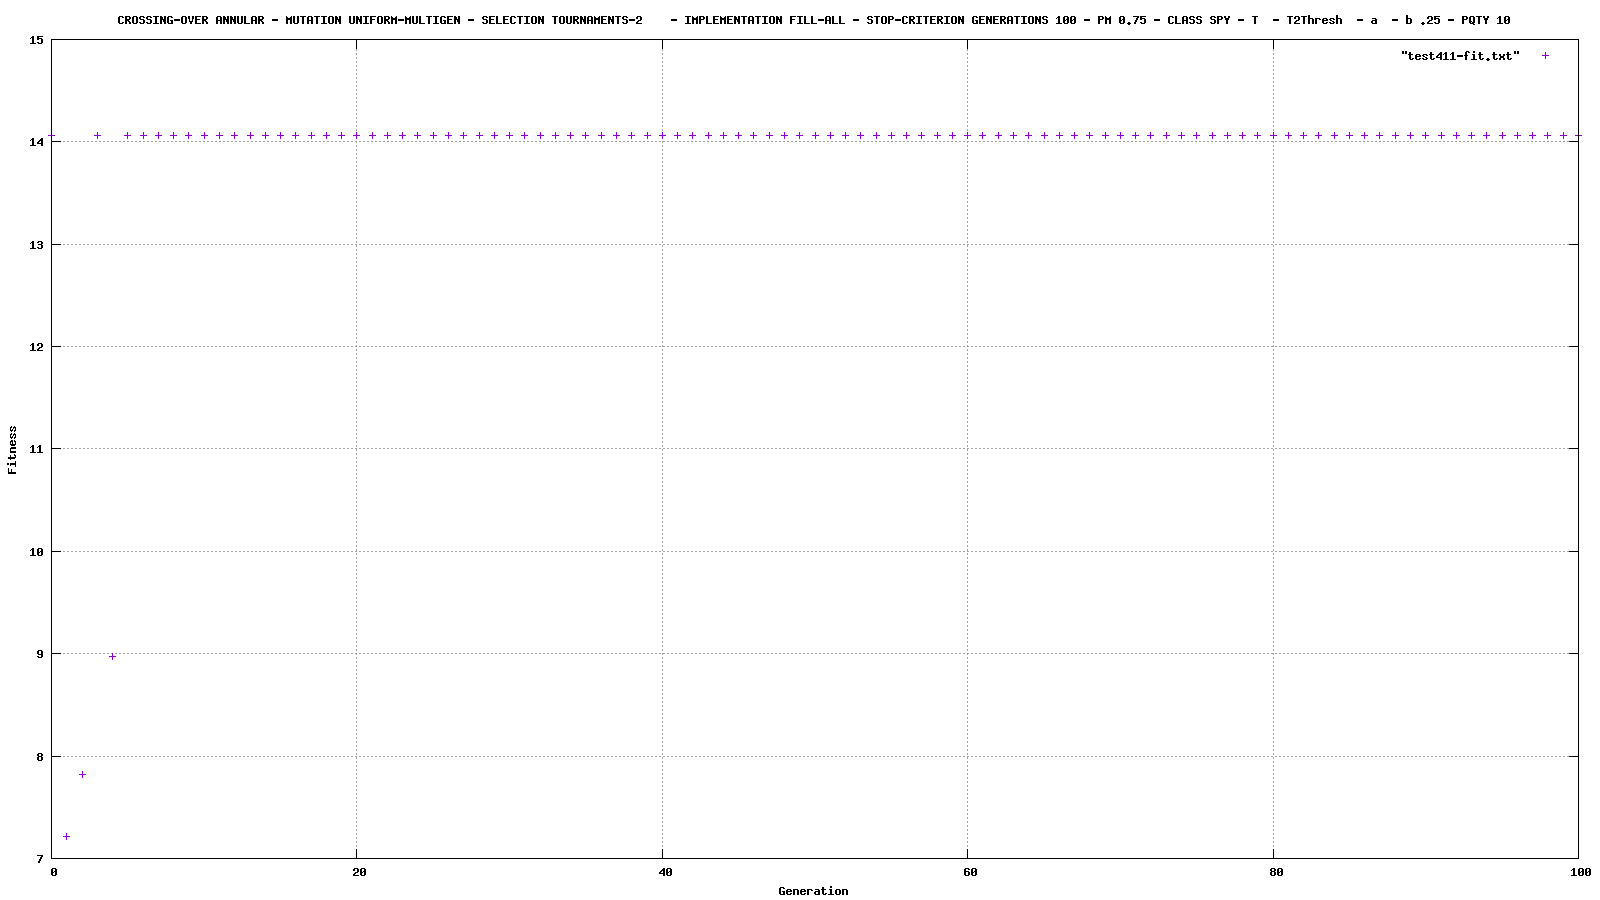 CROSSING-OVER ANNULAR - MUTATION UNIFORM-MULTIGEN - SELECTION TOURNAMENTS-2    - IMPLEMENTATION FILL-ALL - STOP-CRITERION GENERATIONS 100 - PM 0.75 - CLASS SPY - T  - T2Thresh  - a  - b .25 - PQTY 10
"test411-fit.txt"
15
14
13
12
11
10
9
8
7
Fitness
0 20 40 60 80 100
Generation